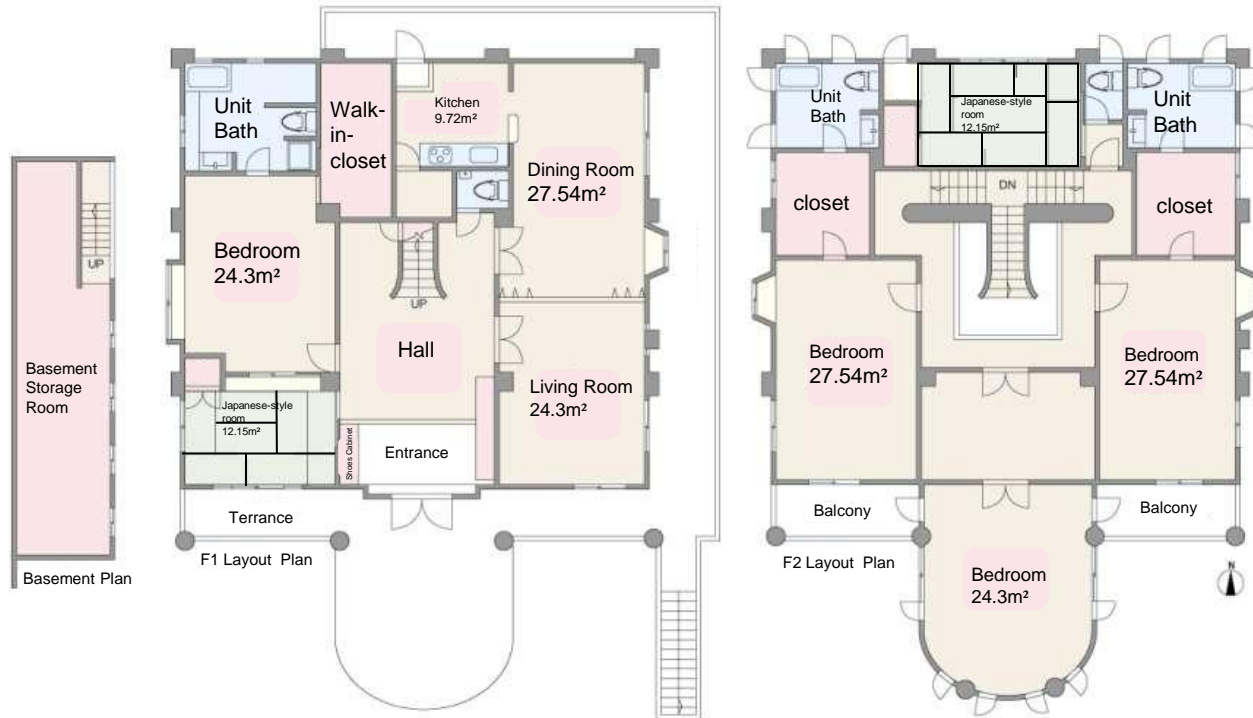 Basement
Storage
Room
UP
Basement Plan
Unit
Bath
Walk-
in-
closet
Kitchen
9.72m²
Dining Room
27.54m²
Bedroom
24.3m²
UP
Hall
Living Room
24.3m²
Japanese-style
room
12.15m²
Shoes Cabinet
Entrance
Terrance
F1 Layout Plan
Unit
Bath
Japanese-style
room
12.15m²
Unit
Bath
closet
DN
closet
Bedroom
27.54m²
Bedroom
27.54m²
Balcony
Balcony
F2 Layout Plan
Bedroom
24.3m²
N